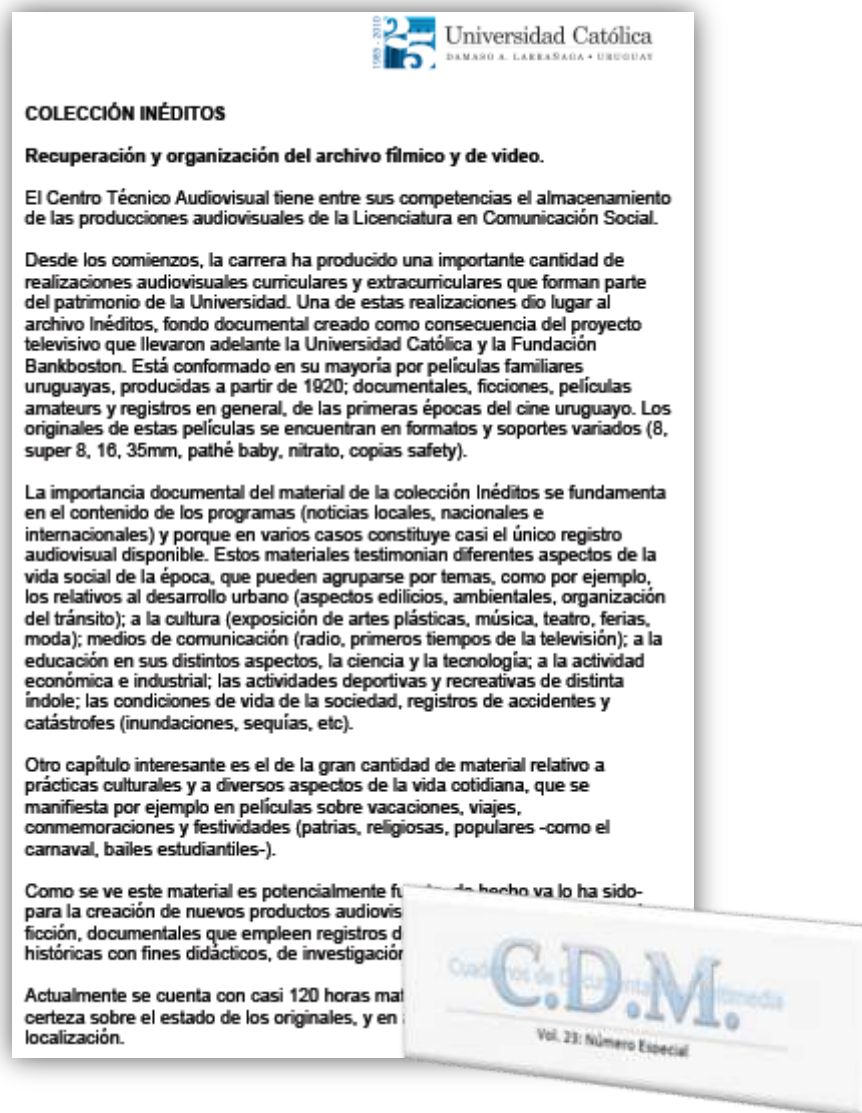 1985 - 2010
25
Universidad Católica
DAMASO A. LARRAÑAGA • URUGUAY
COLECCIÓN INÉDITOS
Recuperación y organización del archivo fílmico y de video.
El Centro Técnico Audiovisual tiene entre sus competencias el almacenamiento
de las producciones audiovisuales de la Licenciatura en Comunicación Social.
Desde los comienzos, la carrera ha producido una importante cantidad de
realizaciones audiovisuales curriculares y extracurriculares que forman parte
del patrimonio de la Universidad. Una de estas realizaciones dio lugar al
archivo Inéditos, fondo documental creado como consecuencia del proyecto
televisivo que llevaron adelante la Universidad Católica y la Fundación
Bankboston. Está conformado en su mayoría por películas familiares
uruguayas, producidas a partir de 1920; documentales, ficciones, películas
amateurs y registros en general, de las primeras épocas del cine uruguayo. Los
originales de estas películas se encuentran en formatos y soportes variados (8,
super 8, 16, 35mm, pathé baby, nitrato, copias safety).
La importancia documental del material de la colección Inéditos se fundamenta
en el contenido de los programas (noticias locales, nacionales e
internacionales) y porque en varios casos constituye casi el único registro
audiovisual disponible. Estos materiales testimonian diferentes aspectos de la
vida social de la época, que pueden agruparse por temas, como por ejemplo,
los relativos al desarrollo urbano (aspectos edilicios, ambientales, organización
del tránsito); a la cultura (exposición de artes plásticas, música, teatro, ferias,
moda); medios de comunicación (radio, primeros tiempos de la televisión); a la
educación en sus distintos aspectos, la ciencia y la tecnología; a la actividad
económica e industrial; las actividades deportivas y recreativas de distinta
índole; las condiciones de vida de la sociedad, registros de accidentes y
catástrofes (inundaciones, sequías, etc).
Otro capítulo interesante es el de la gran cantidad de material relativo a
prácticas culturales y a diversos aspectos de la vida cotidiana, que se
manifiesta por ejemplo en películas sobre vacaciones, viajes,
conmemoraciones y festividades (patrias, religiosas, populares -como el
carnaval, bailes estudiantiles-).
Como se ve este material es potencialmente de hecho ya lo ha sido-
para la creación de nuevos productos
ficción, documentales que empleen registros
históricas con fines didácticos, de investigación
Actualmente se cuenta con casi 120 horas
certeza sobre el estado de los originales, y en
localización.
Cuadernos de Multimedia
C.D.M.
Vol. 23: Número Especial